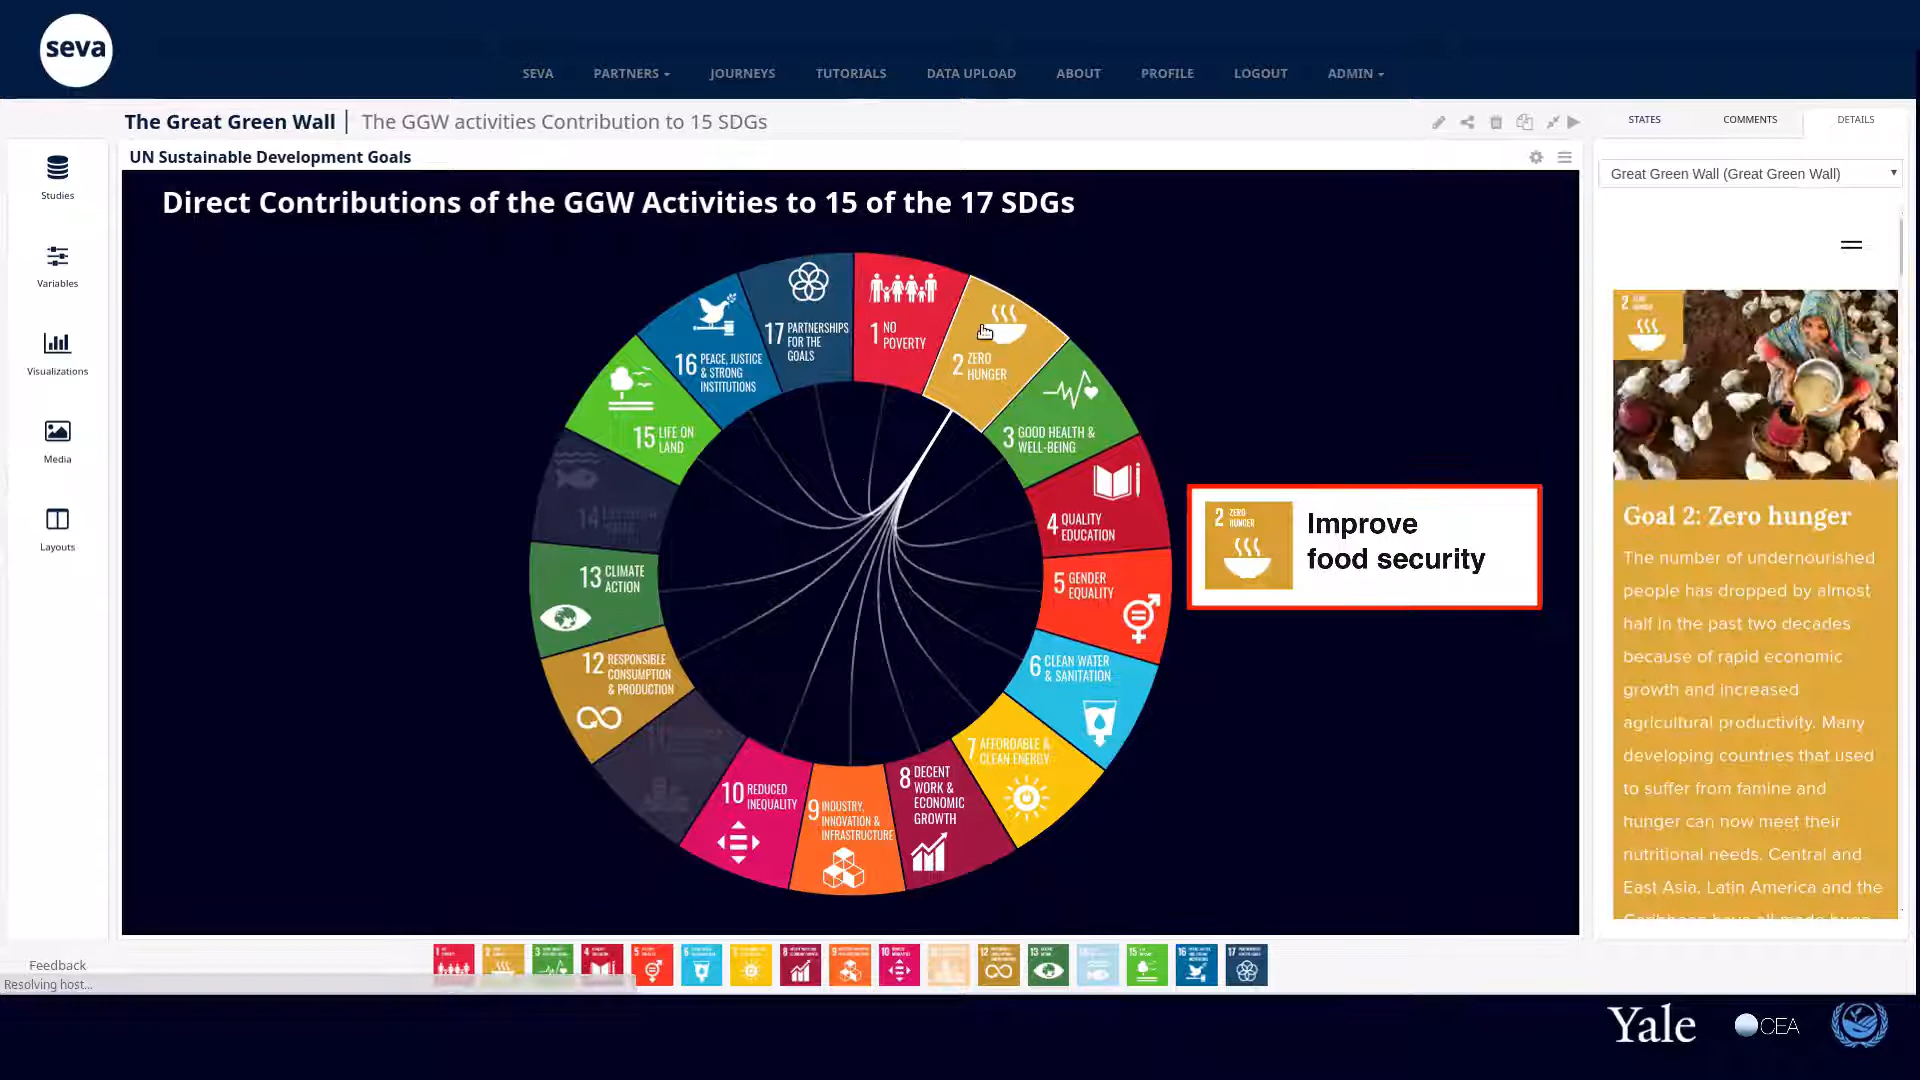 seva
SEVA PARTNERS JOURNEYS TUTORIALS DATA UPLOAD ABOUT PROFILE LOGOUT ADMIN
The Great Green Wall | The GGW activities Contribution to 15 SDGs
STATES COMMENTS DETAILS
UN Sustainable Development Goals
Great Green Wall (Great Green Wall)
Studies
Variables
Visualizations
Media
Layouts
Direct Contributions of the GGW Activities to 15 of the 17 SDGs
1 NO
POVERTY
2 ZERO
HUNGER
3 GOOD HEALTH &
WELL-BEING
4 QUALITY
EDUCATION
5 GENDER
EQUALITY
6 CLEAN WATER
& SANITATION
7 AFFORDABLE &
CLEAN ENERGY
8 DECENT
WORK &
ECONOMIC
GROWTH
9 INDUSTRY,
INNOVATION &
INFRASTRUCTURE
10 REDUCED
INEQUALITY
12 RESPONSIBLE
CONSUMPTION
& PRODUCTION
13 CLIMATE
ACTION
14
15 LIFE ON
LAND
16 PEACE, JUSTICE
& STRONG
INSTITUTIONS
17 PARTNERSHIPS
FOR THE
GOALS
2 ZERO
HUNGER
Improve
food security
2 ZERO
HUNGER
Goal 2: Zero hunger
The number of undernourished
people has dropped by almost
half in the past two decades
because of rapid economic
growth and increased
agricultural productivity. Many
developing countries that used
to suffer from famine and
hunger can now meet their
nutritional needs. Central and
East Asia, Latin America and the
Feedback
Resolving host...
Yale
CEA